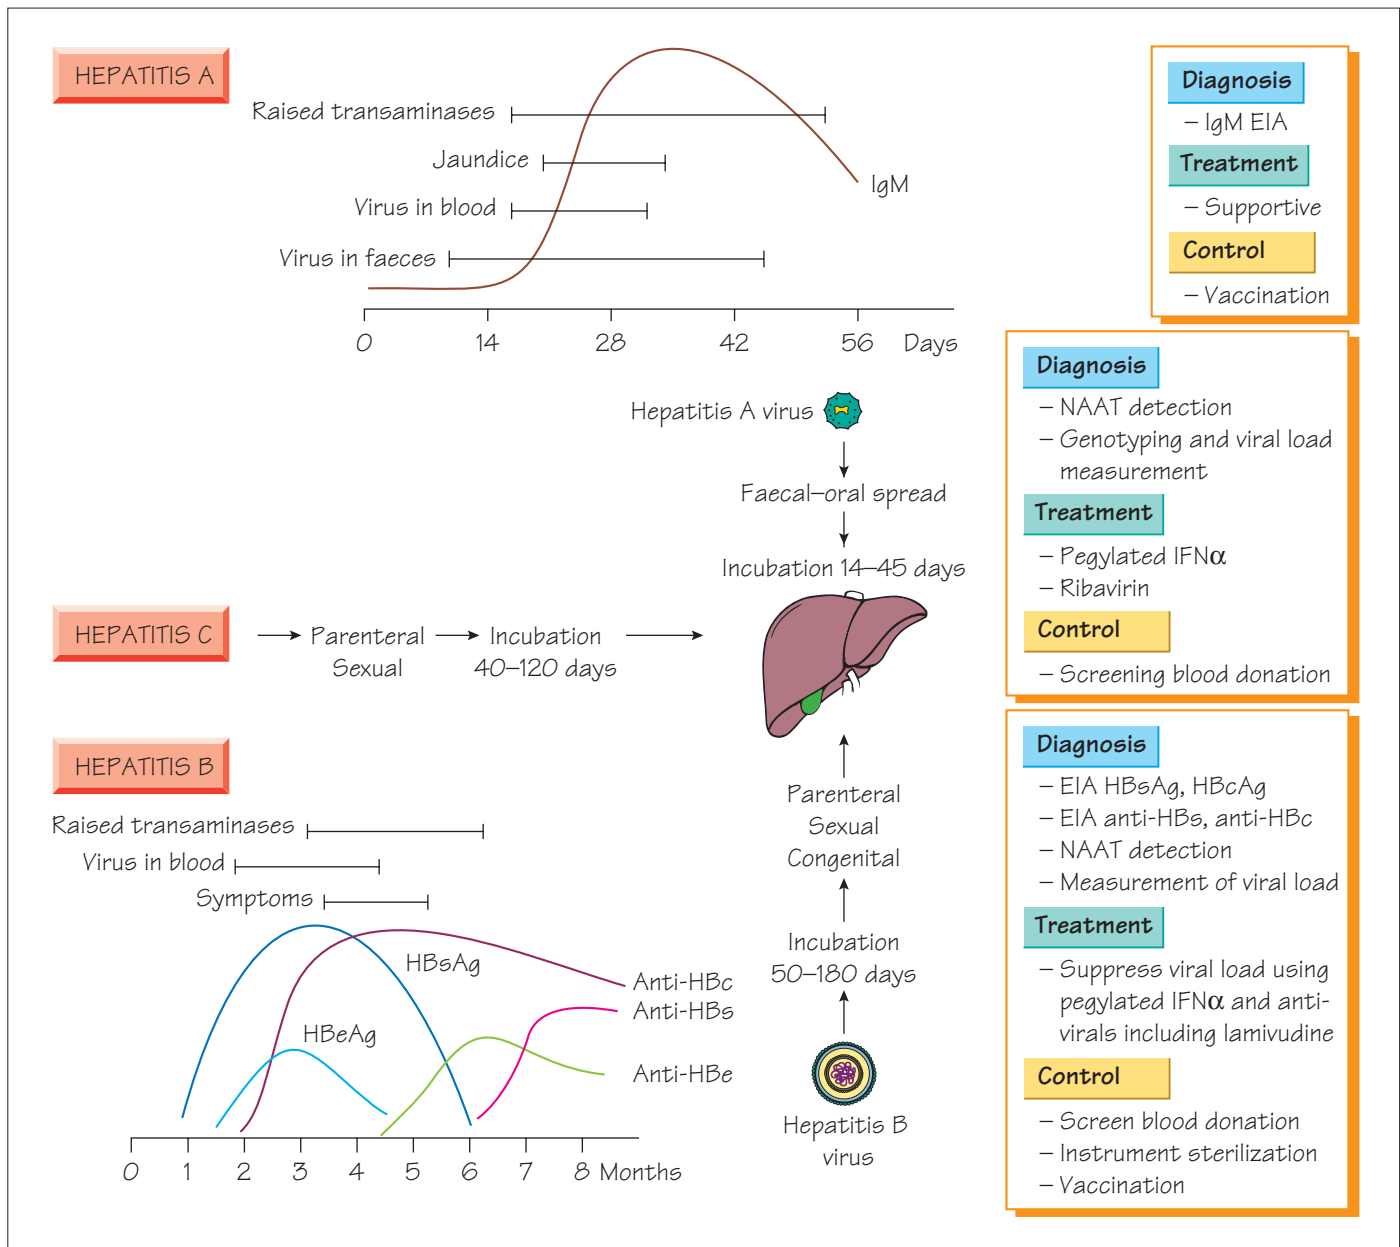 HEPATITIS A
Raised transaminases
Jaundice
Virus in blood
Virus in faeces
IgM
0 14 28 42 56 Days
Diagnosis
– IgM EIA
Treatment
– Supportive
Control
– Vaccination
Hepatitis A virus
Faecal–oral spread
Incubation 14–45 days
HEPATITIS C
Parenteral
Sexual
Incubation
40–120 days
Diagnosis
– NAAT detection
– Genotyping and viral load
measurement
Treatment
– Pegylated IFNα
– Ribavirin
Control
– Screening blood donation
HEPATITIS B
Raised transaminases
Virus in blood
Symptoms
HBsAg
HBeAg
Anti-HBc
Anti-HBs
Anti-HBe
0 1 2 3 4 5 6 7 8 Months
Parenteral
Sexual
Congenital
Incubation
50–180 days
Hepatitis B
virus
Diagnosis
– EIA HBsAg, HBcAg
– EIA anti-HBs, anti-HBc
– NAAT detection
– Measurement of viral load
Treatment
– Suppress viral load using
pegylated IFNα and anti-
virals including lamivudine
Control
– Screen blood donation
– Instrument sterilization
– Vaccination